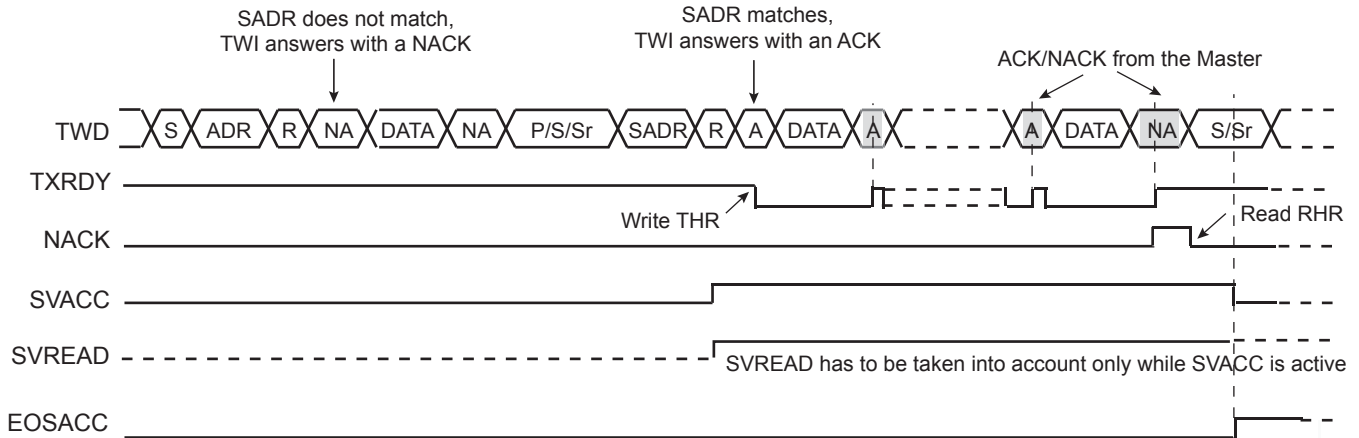 SADR does not match,
TWI answers with a NACK
SADR matches,
TWI answers with an ACK
ACK/NACK from the Master
TWD S ADR R NA DATA NA P/S/Sr SADR R A DATA A A DATA NA S/Sr
TXRDY
Write THR
Read RHR
NACK
SVACC
SVREAD
SVREAD has to be taken into account only while SVACC is active
EOSACC